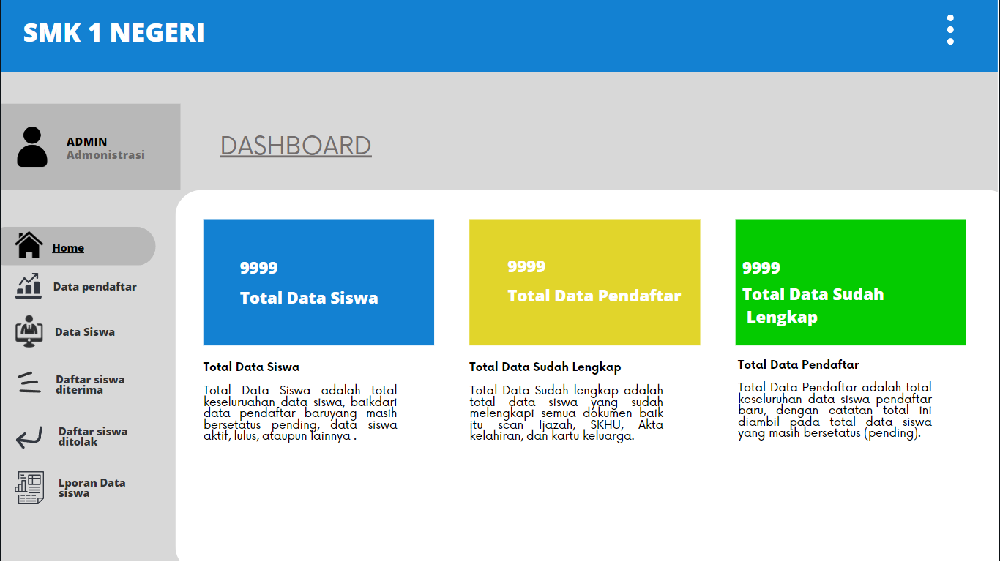 SMK 1 NEGERI
ADMIN
Admonistrasi
DASHBOARD
Home
Data pendaftar
Data Siswa
Daftar siswa
diterima
Daftar siswa
ditolak
Lporan Data
siswa
9999
Total Data Siswa
9999
Total Data Pendaftar
9999
Total Data Sudah
Lengkap
Total Data Siswa
Total Data Siswa adalah total
keseluruahan data siswa, baikdari
data pendaftar baruyang masih
bersetatus pending, data siswa
aktif, lulus, ataupun lainnya .
Total Data Sudah Lengkap
Total Data Sudah lengkap adalah
total data siswa yang sudah
melengkapi semua dokumen baik
itu scan Ijazah, SKHU, Akta
kelahiran, dan kartu keluarga.
Total Data Pendaftar
Total Data Pendaftar adalah total
keseluruhan data siswa pendaftar
baru, dengan catatan total ini
diambil pada total data siswa
yang masih bersetatus (pending).